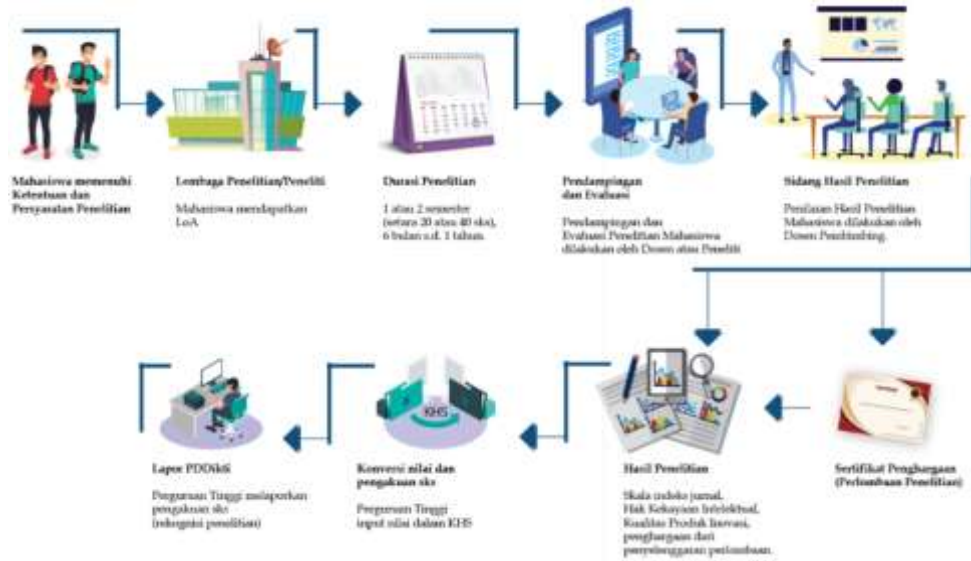 Mahasiswa memenuhi
Ketentuan dan
Persyaratan Penelitian
Lembaga Penelitian/Peneliti
Mahasiswa mendapatkan
LoA
Durasi Penelitian
1 atau 2 semester
(setara 20 atau 40 sks),
6 bulan s.d. 1 tahun.
Pendampingan
dan Evaluasi
Pendampingan dan
Evaluasi Penelitian Mahasiswa
dilakukan oleh Dosen atau Peneliti
Sidang Hasil Penelitian
Penilaian Hasil Penelitian
Mahasiswa dilakukan oleh
Dosen Pembimbing.
Lapor PDDikti
Perguruan Tinggi melaporkan
pengakuan sks
(rekognisi penelitian)
KHS
Konversi nilai dan
pengakuan sks
Perguruan Tinggi
input nilai dalam KHS
Hasil Penelitian
Skala indeks jurnal,
Hak Kekayaan Intelektual,
Kualitas Produk Inovasi,
penghargaan dari
penyelenggaran perlombaan.
Sertifikat Penghargaan
(Perlombaan Penelitian)